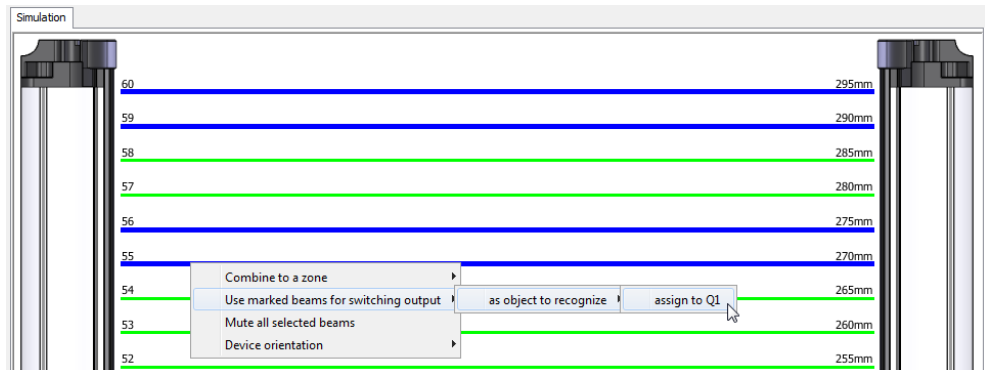 Simulation
60 295mm
59 290mm
58 285mm
57 280mm
56 275mm
55 270mm
Combine to a zone
54 265mm
Use marked beams for switching output as object to recognize assign to Q1
Mute all selected beams
53 260mm
Device orientation
52 255mm